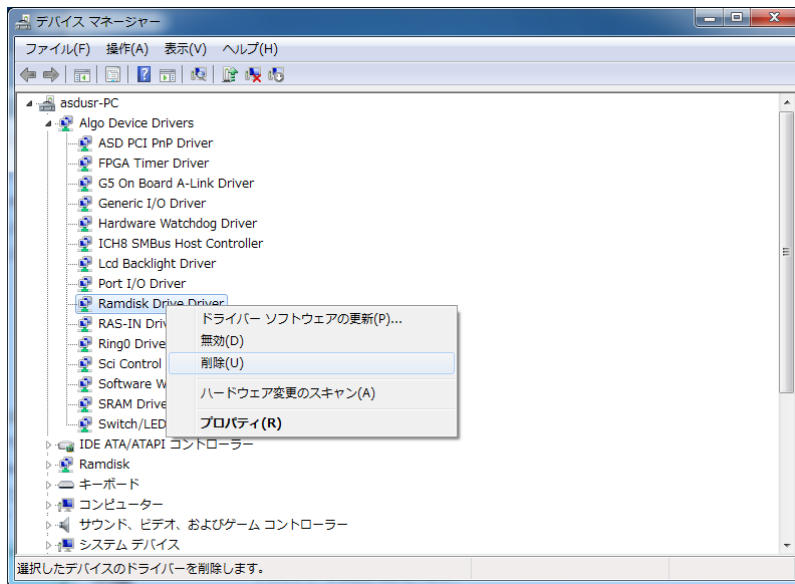 デバイス マネージャー
ファイル(F) 操作(A) 表示(V) ヘルプ(H)
asdusr-PC
Algo Device Drivers
ASD PCI PnP Driver
FPGA Timer Driver
G5 On Board A-Link Driver
Generic I/O Driver
Hardware Watchdog Driver
ICH8 SMBus Host Controller
Lcd Backlight Driver
Port I/O Driver
Ramdisk Drive Driver
ドライバー ソフトウェアの更新(P)...
RAS-IN Driv
無効(D)
Ring0 Drive
削除(U)
Sci Control
Software W
ハードウェア変更のスキャン(A)
SRAM Drive
Switch/LED
プロパティ(R)
IDE ATA/ATAPI コントローラー
Ramdisk
キーボード
コンピューター
サウンド、ビデオ、およびゲーム コントローラー
システム デバイス
選択したデバイスのドライバーを削除します。